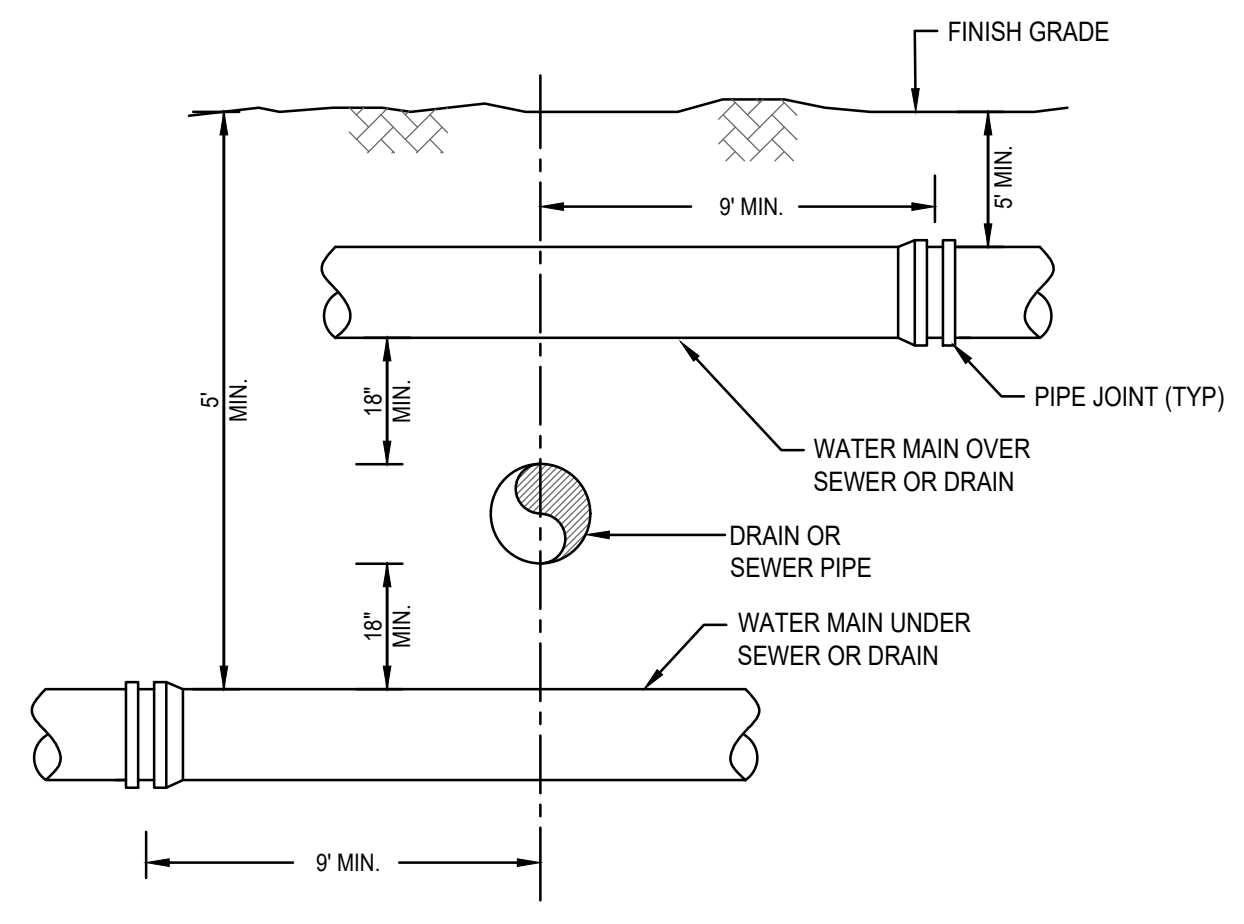 FINISH GRADE
5' MIN.
9' MIN.
PIPE JOINT (TYP)
5'
MIN.
18"
MIN.
WATER MAIN OVER
SEWER OR DRAIN
DRAIN OR
SEWER PIPE
18"
MIN.
WATER MAIN UNDER
SEWER OR DRAIN
9' MIN.